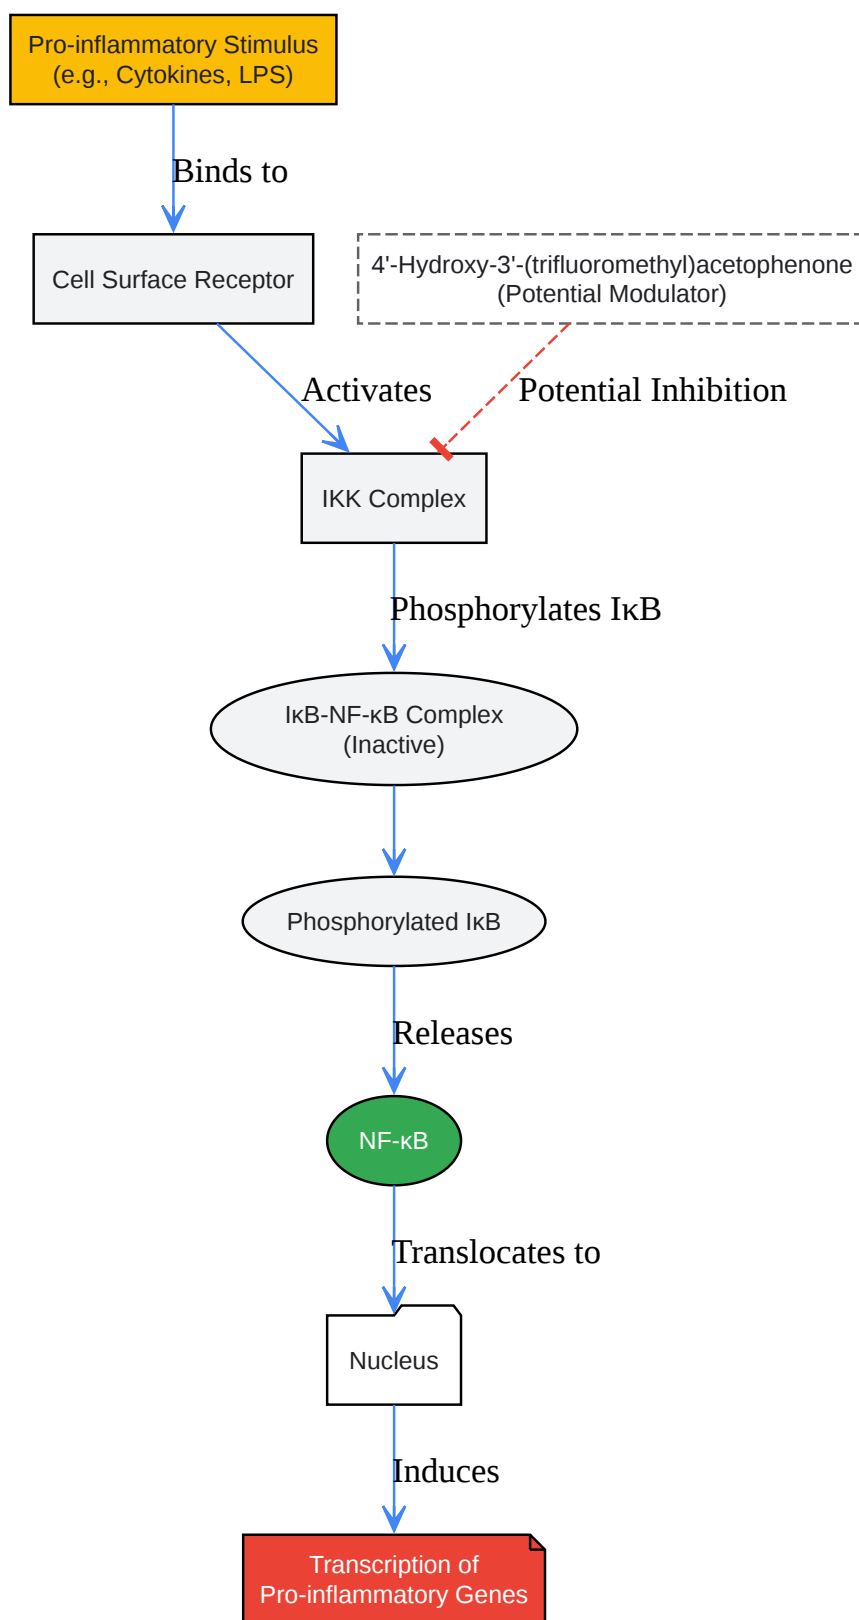 Pro-inflammatory Stimulus
(e.g., Cytokines, LPS)
Binds to
Cell Surface Receptor
4'-Hydroxy-3'-(trifluoromethyl)acetophenone
(Potential Modulator)
Activates
Potential Inhibition
IKK Complex
Phosphorylates IκB
IκB-NF-κB Complex
(Inactive)
Phosphorylated IκB
Releases
NF-κB
Translocates to
Nucleus
Induces
Transcription of
Pro-inflammatory Genes